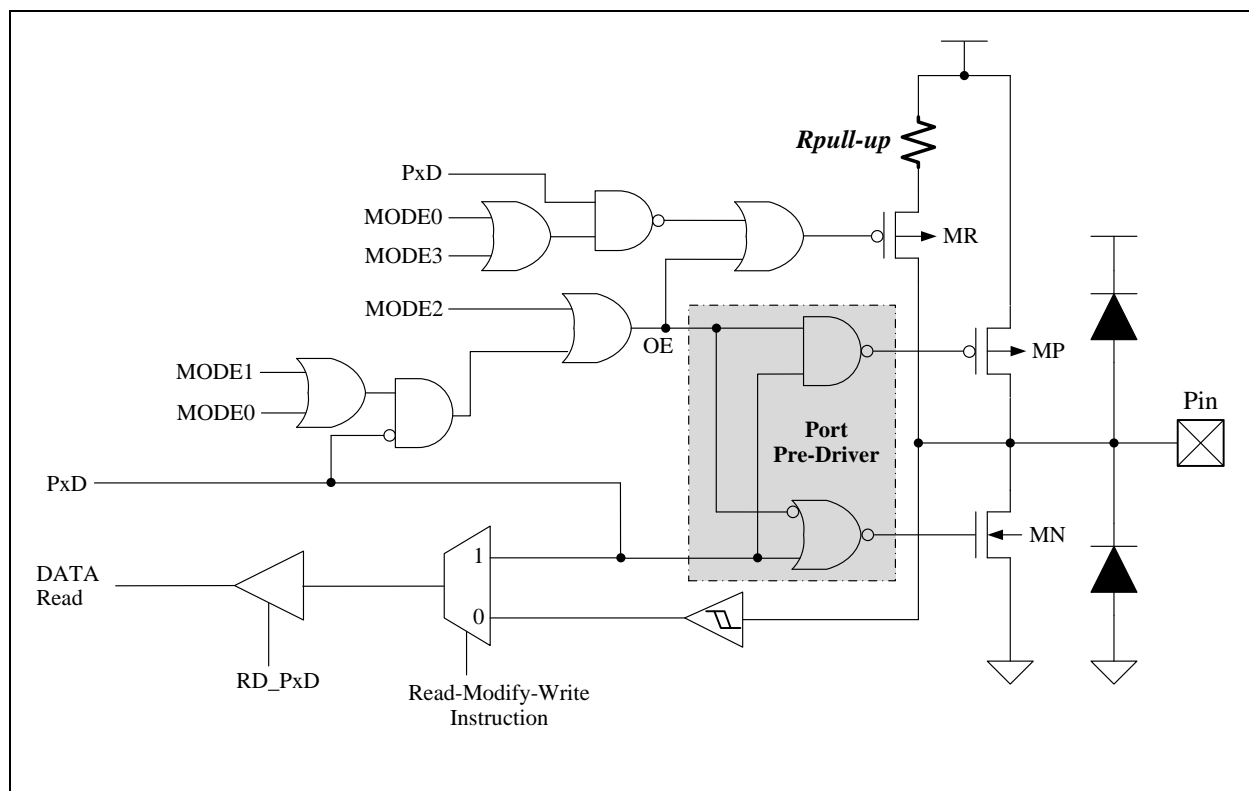 Rpull-up
PxD
MODE0
MR
MODE3
MODE2
OE
MP
MODE1
MODE0
Pin
Port
Pre-Driver
PxD
MN
1
DATA
Read
0
RD_PxD
Read-Modify-Write
Instruction